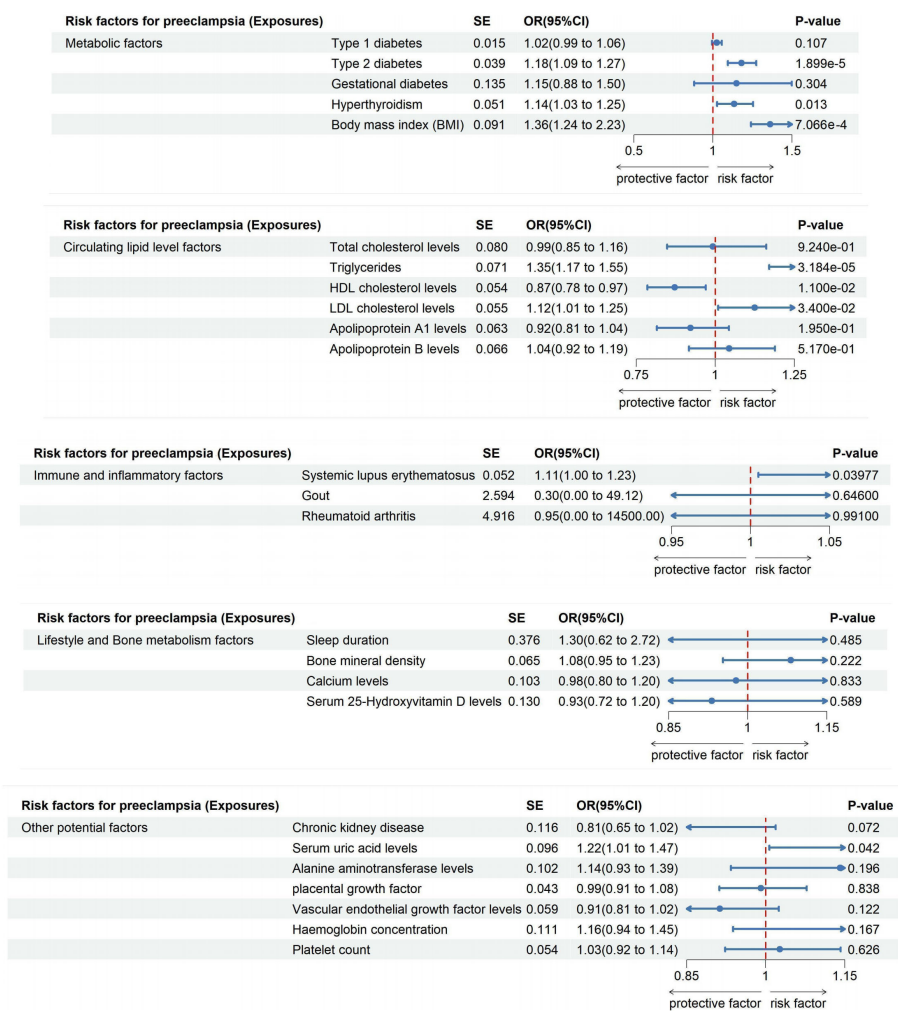 Risk factors for preeclampsia (Exposures) SE OR(95%CI) P-value
Metabolic factors Type 1 diabetes 0.015 1.02(0.99 to 1.06) 0.107
Type 2 diabetes 0.039 1.18(1.09 to 1.27) 1.899e-5
Gestational diabetes 0.135 1.15(0.88 to 1.50) 0.304
Hyperthyroidism 0.051 1.14(1.03 to 1.25) 0.013
Body mass index (BMI) 0.091 1.36(1.24 to 2.23) 7.066e-4
0.5 1 1.5
protective factor risk factor
Risk factors for preeclampsia (Exposures) SE OR(95%CI) P-value
Circulating lipid level factors Total cholesterol levels 0.080 0.99(0.85 to 1.16) 9.240e-01
Triglycerides 0.071 1.35(1.17 to 1.55) 3.184e-05
HDL cholesterol levels 0.054 0.87(0.78 to 0.97) 1.100e-02
LDL cholesterol levels 0.055 1.12(1.01 to 1.25) 3.400e-02
Apolipoprotein A1 levels 0.063 0.92(0.81 to 1.04) 1.950e-01
Apolipoprotein B levels 0.066 1.04(0.92 to 1.19) 5.170e-01
0.75 1 1.25
protective factor risk factor
Risk factors for preeclampsia (Exposures) SE OR(95%CI) P-value
Immune and inflammatory factors Systemic lupus erythematosus 0.052 1.11(1.00 to 1.23) 0.03977
Gout 2.594 0.30(0.00 to 49.12) 0.64600
Rheumatoid arthritis 4.916 0.95(0.00 to 14500.00) 0.99100
0.95 1 1.05
protective factor risk factor
Risk factors for preeclampsia (Exposures) SE OR(95%CI) P-value
Lifestyle and Bone metabolism factors Sleep duration 0.376 1.30(0.62 to 2.72) 0.485
Bone mineral density 0.065 1.08(0.95 to 1.23) 0.222
Calcium levels 0.103 0.98(0.80 to 1.20) 0.833
Serum 25-Hydroxyvitamin D levels 0.130 0.93(0.72 to 1.20) 0.589
0.85 1 1.15
protective factor risk factor
Risk factors for preeclampsia (Exposures) SE OR(95%CI) P-value
Other potential factors Chronic kidney disease 0.116 0.81(0.65 to 1.02) 0.072
Serum uric acid levels 0.096 1.22(1.01 to 1.47) 0.042
Alanine aminotransferase levels 0.102 1.14(0.93 to 1.39) 0.196
placental growth factor 0.043 0.99(0.91 to 1.08) 0.838
Vascular endothelial growth factor levels 0.059 0.91(0.81 to 1.02) 0.122
Haemoglobin concentration 0.111 1.16(0.94 to 1.45) 0.167
Platelet count 0.054 1.03(0.92 to 1.14) 0.626
0.85 1 1.15
protective factor risk factor